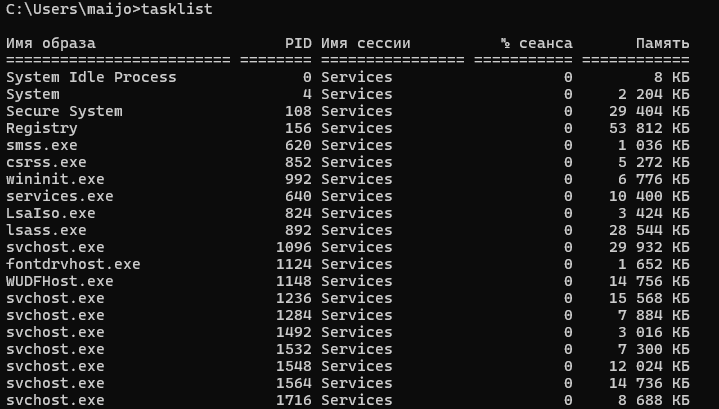 C:\Users\maijo>tasklist
Имя образа                     PID Имя сессии          № сеанса       Память
========================= ======== ================ =========== ============
System Idle Process              0 Services                   0         8 КБ
System                           4 Services                   0     2 204 КБ
Secure System                  108 Services                   0    29 404 КБ
Registry                       156 Services                   0    53 812 КБ
smss.exe                       620 Services                   0     1 036 КБ
csrss.exe                      852 Services                   0     5 272 КБ
wininit.exe                    992 Services                   0     6 776 КБ
services.exe                   640 Services                   0    10 400 КБ
LsaIso.exe                     824 Services                   0     3 424 КБ
lsass.exe                      892 Services                   0    28 544 КБ
svchost.exe                   1096 Services                   0    29 932 КБ
fontdrvhost.exe               1124 Services                   0     1 652 КБ
WUDFHost.exe                  1148 Services                   0    14 756 КБ
svchost.exe                   1236 Services                   0    15 568 КБ
svchost.exe                   1284 Services                   0     7 884 КБ
svchost.exe                   1492 Services                   0     3 016 КБ
svchost.exe                   1532 Services                   0     7 300 КБ
svchost.exe                   1548 Services                   0    12 024 КБ
svchost.exe                   1564 Services                   0    14 736 КБ
svchost.exe                   1716 Services                   0     8 688 КБ